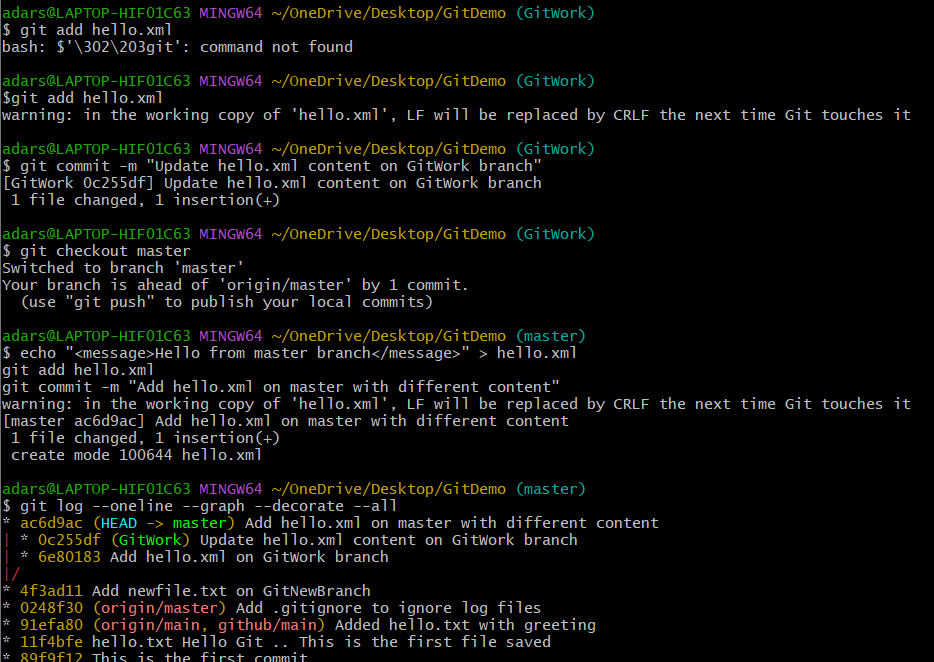 adars@LAPTOP-HIF01C63 MINGW64 ~/OneDrive/Desktop/GitDemo (GitWork)
$ git add hello.xml
bash: $'\302\203git': command not found
adars@LAPTOP-HIF01C63 MINGW64 ~/OneDrive/Desktop/GitDemo (GitWork)
$git add hello.xml
warning: in the working copy of 'hello.xml', LF will be replaced by CRLF the next time Git touches it
adars@LAPTOP-HIF01C63 MINGW64 ~/OneDrive/Desktop/GitDemo (GitWork)
$ git commit -m "Update hello.xml content on GitWork branch"
[GitWork 0c255df] Update hello.xml content on GitWork branch
 1 file changed, 1 insertion(+)
adars@LAPTOP-HIF01C63 MINGW64 ~/OneDrive/Desktop/GitDemo (GitWork)
$ git checkout master
Switched to branch 'master'
Your branch is ahead of 'origin/master' by 1 commit.
  (use "git push" to publish your local commits)
adars@LAPTOP-HIF01C63 MINGW64 ~/OneDrive/Desktop/GitDemo (master)
$ echo "<message>Hello from master branch</message>" > hello.xml
git add hello.xml
git commit -m "Add hello.xml on master with different content"
warning: in the working copy of 'hello.xml', LF will be replaced by CRLF the next time Git touches it
[master ac6d9ac] Add hello.xml on master with different content
 1 file changed, 1 insertion(+)
 create mode 100644 hello.xml
adars@LAPTOP-HIF01C63 MINGW64 ~/OneDrive/Desktop/GitDemo (master)
$ git log --oneline --graph --decorate --all
* ac6d9ac (HEAD -> master) Add hello.xml on master with different content
| * 0c255df (GitWork) Update hello.xml content on GitWork branch
| * 6e80183 Add hello.xml on GitWork branch
|/
* 4f3ad11 Add newfile.txt on GitNewBranch
* 0248f30 (origin/master) Add .gitignore to ignore log files
* 91efa80 (origin/main, github/main) Added hello.txt with greeting
* 11f4bfe hello.txt Hello Git .. This is the first file saved
* 89f9f12 This is the first commit